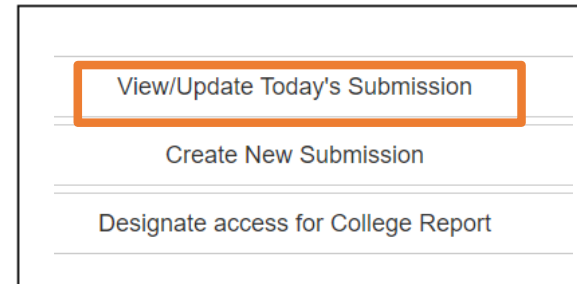 View/Update Today's Submission
Create New Submission
Designate access for College Report